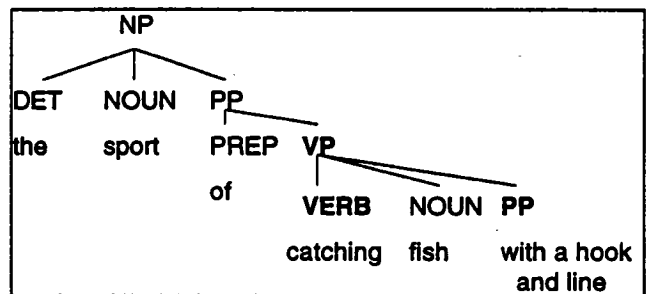 NP
DET NOUN PP
the sport PREP VP
of
VERB NOUN PP
catching fish with a hook
and line